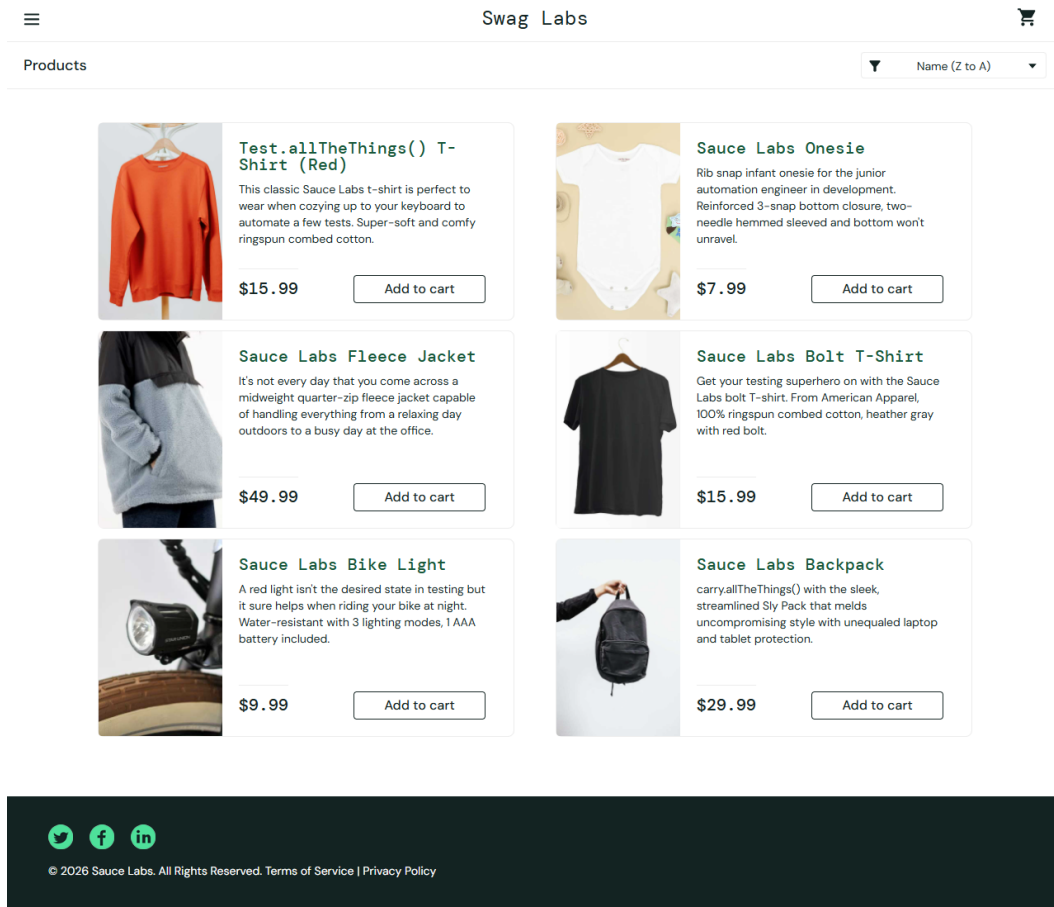 Swag Labs
Products
Name (Z to A)
Test.allTheThings() T-
Shirt (Red)
This classic Sauce Labs t-shirt is perfect to
wear when cozying up to your keyboard to
automate a few tests. Super-soft and comfy
ringspun combed cotton.
$15.99
Add to cart
Sauce Labs Onesie
Rib snap infant onesie for the junior
automation engineer in development.
Reinforced 3-snap bottom closure, two-
needle hemmed sleeved and bottom won't
unravel.
$7.99
Add to cart
Sauce Labs Fleece Jacket
It's not every day that you come across a
midweight quarter-zip fleece jacket capable
of handling everything from a relaxing day
outdoors to a busy day at the office.
$49.99
Add to cart
Sauce Labs Bolt T-Shirt
Get your testing superhero on with the Sauce
Labs bolt T-shirt. From American Apparel,
100% ringspun combed cotton, heather gray
with red bolt.
$15.99
Add to cart
Sauce Labs Bike Light
A red light isn't the desired state in testing but
it sure helps when riding your bike at night.
Water-resistant with 3 lighting modes, 1 AAA
battery included.
$9.99
Add to cart
Sauce Labs Backpack
carry.allTheThings() with the sleek,
streamlined Sly Pack that melds
uncompromising style with unequaled laptop
and tablet protection.
$29.99
Add to cart
© 2026 Sauce Labs. All Rights Reserved. Terms of Service | Privacy Policy